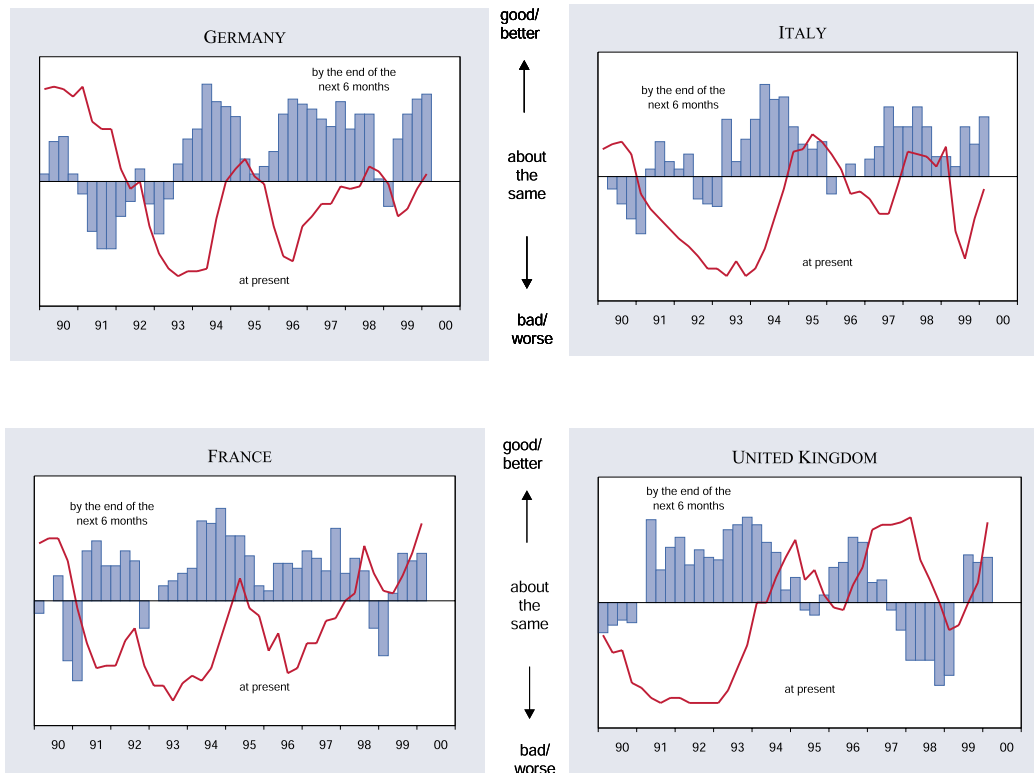 GERMANY
by the end of the
next 6 months
at present
90 91 92 93 94 95 96 97 98 99 00
good/
better
about
the
same
bad/
worse
ITALY
by the end of the
next 6 months
at present
90 91 92 93 94 95 96 97 98 99 00
FRANCE
by the end of the
next 6 months
at present
90 91 92 93 94 95 96 97 98 99 00
good/
better
about
the
same
bad/
worse
UNITED KINGDOM
by the end of the
next 6 months
at present
90 91 92 93 94 95 96 97 98 99 00